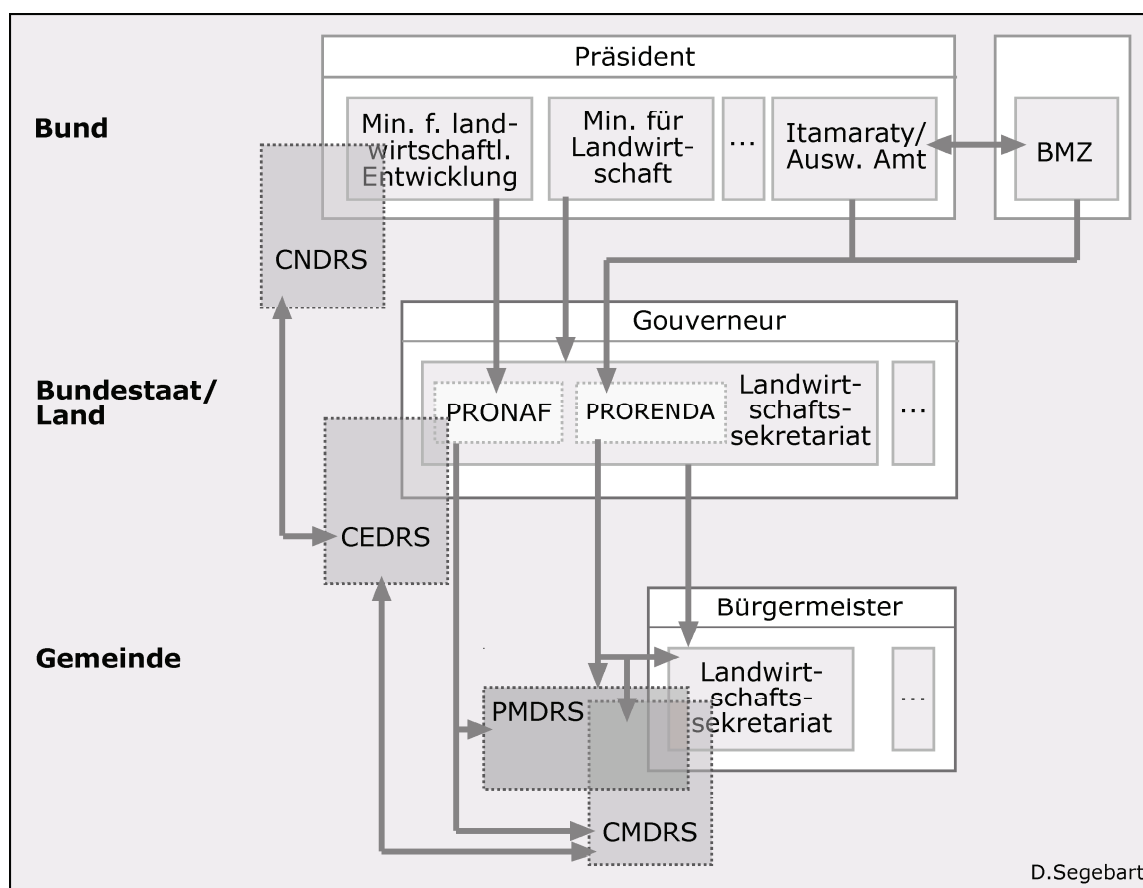 Präsident
Bund
Min. f. land-
wirtschaftl.
Entwicklung
Min. für
Landwirt-
schaft
...
Itamaraty/
Ausw. Amt
BMZ
CNDRS
Gouverneur
Bundestaat/
Land
PRONAF
PRORENDA
Landwirt-
schafts-
sekretariat
...
CEDRS
Bürgermeister
Gemeinde
Landwirt-
schafts-
sekretariat
...
PMDRS
CMDRS
D.Segebart